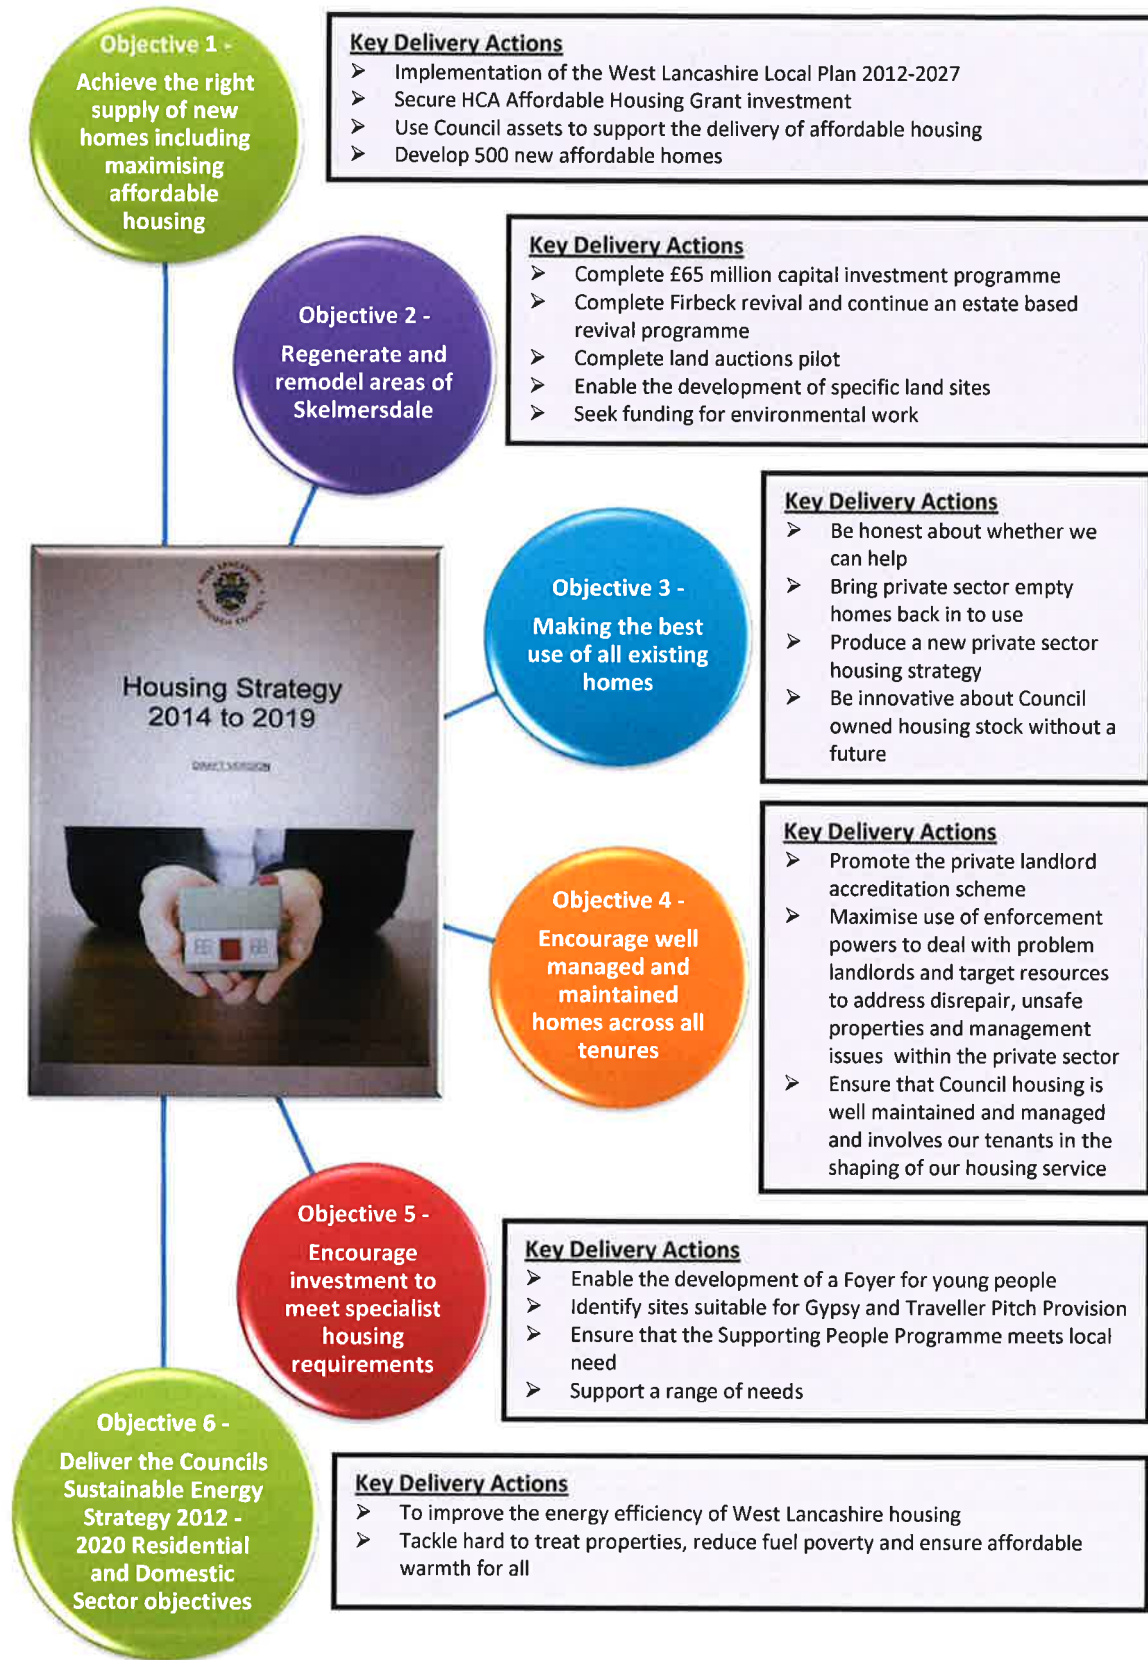 Objective 1 -
Achieve the right
supply of new
homes including
maximising
affordable
housing
Key Delivery Actions
➢ Implementation of the West Lancashire Local Plan 2012-2027
➢ Secure HCA Affordable Housing Grant investment
➢ Use Council assets to support the delivery of affordable housing
➢ Develop 500 new affordable homes
Objective 2 -
Regenerate and
remodel areas of
Skelmersdale
Key Delivery Actions
➢ Complete £65 million capital investment programme
➢ Complete Firbeck revival and continue an estate based
revival programme
➢ Complete land auctions pilot
➢ Enable the development of specific land sites
➢ Seek funding for environmental work
WEST LANCASHIRE
BOROUGH COUNCIL
Housing Strategy
2014 to 2019
DRAFT VERSION
Objective 3 -
Making the best
use of all existing
homes
Key Delivery Actions
➢ Be honest about whether we
can help
➢ Bring private sector empty
homes back in to use
➢ Produce a new private sector
housing strategy
➢ Be innovative about Council
owned housing stock without a
future
Objective 4 -
Encourage well
managed and
maintained
homes across all
tenures
Key Delivery Actions
➢ Promote the private landlord
accreditation scheme
➢ Maximise use of enforcement
powers to deal with problem
landlords and target resources
to address disrepair, unsafe
properties and management
issues within the private sector
➢ Ensure that Council housing is
well maintained and managed
and involves our tenants in the
shaping of our housing service
Objective 5 -
Encourage
investment to
meet specialist
housing
requirements
Key Delivery Actions
➢ Enable the development of a Foyer for young people
➢ Identify sites suitable for Gypsy and Traveller Pitch Provision
➢ Ensure that the Supporting People Programme meets local
need
➢ Support a range of needs
Objective 6 -
Deliver the Councils
Sustainable Energy
Strategy 2012 -
2020 Residential
and Domestic
Sector objectives
Key Delivery Actions
➢ To improve the energy efficiency of West Lancashire housing
➢ Tackle hard to treat properties, reduce fuel poverty and ensure affordable
warmth for all